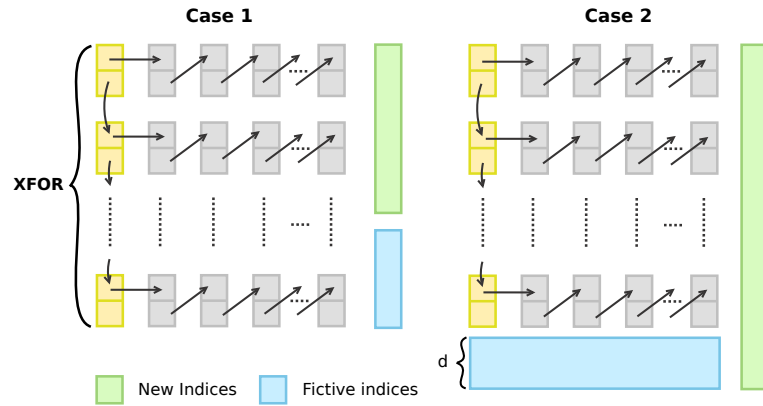 Case 1
Case 2
XFOR
d
New Indices
Fictive indices